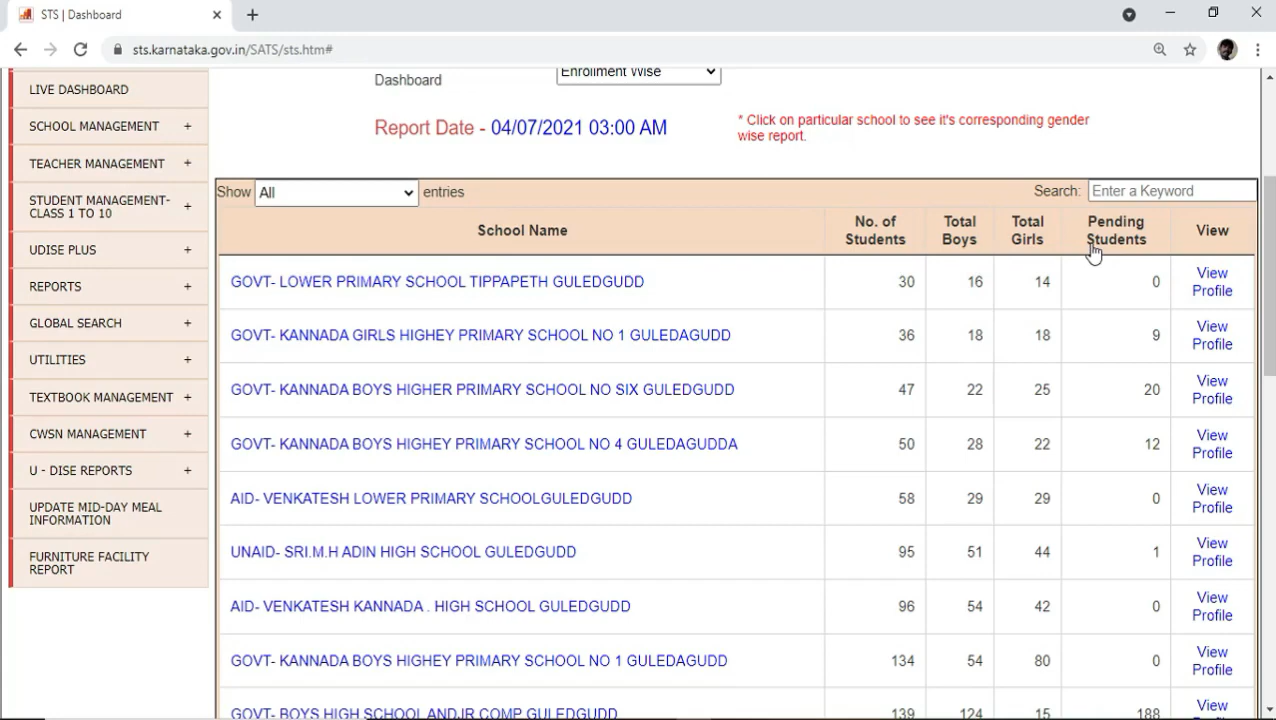 STS | Dashboard
sts.karnataka.gov.in/SATS/sts.htm#
LIVE DASHBOARD
SCHOOL MANAGEMENT +
TEACHER MANAGEMENT +
STUDENT MANAGEMENT-
CLASS 1 TO 10 +
UDISE PLUS +
REPORTS +
GLOBAL SEARCH +
UTILITIES +
TEXTBOOK MANAGEMENT +
CWSN MANAGEMENT +
U - DISE REPORTS +
UPDATE MID-DAY MEAL
INFORMATION
FURNITURE FACILITY
REPORT
Dashboard Enrollment Wise
Report Date - 04/07/2021 03:00 AM
* Click on particular school to see it's corresponding gender
wise report.
Show All entries Search: Enter a Keyword
School Name No. of Students Total Boys Total Girls Pending Students View
GOVT- LOWER PRIMARY SCHOOL TIPPAPETH GULEDGUDD 30 16 14 0 View Profile
GOVT- KANNADA GIRLS HIGHEY PRIMARY SCHOOL NO 1 GULEDAGUDD 36 18 18 9 View Profile
GOVT- KANNADA BOYS HIGHER PRIMARY SCHOOL NO SIX GULEDGUDD 47 22 25 20 View Profile
GOVT- KANNADA BOYS HIGHEY PRIMARY SCHOOL NO 4 GULEDAGUDDA 50 28 22 12 View Profile
AID- VENKATESH LOWER PRIMARY SCHOOLGULEDGUDD 58 29 29 0 View Profile
UNAID- SRI.M.H ADIN HIGH SCHOOL GULEDGUDD 95 51 44 1 View Profile
AID- VENKATESH KANNADA . HIGH SCHOOL GULEDGUDD 96 54 42 0 View Profile
GOVT- KANNADA BOYS HIGHEY PRIMARY SCHOOL NO 1 GULEDAGUDD 134 54 80 0 View Profile
GOVT- BOYS HIGH SCHOOL ANDJR COMP GULEDGUDD 139 124 15 188 View